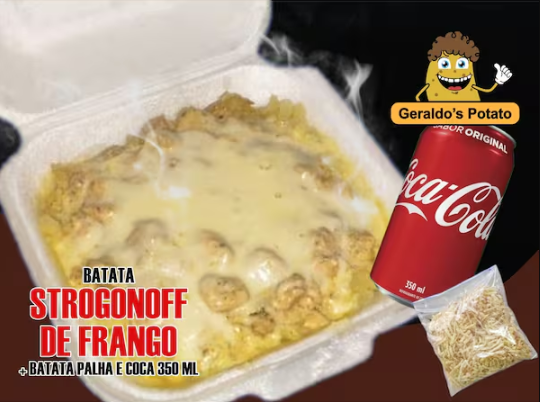 Geraldo's Potato
SABOR ORIGINAL
Coca-Cola
350 ml
BATATA
STROGONOFF
DE FRANGO
+ BATATA PALHA E COCA 350 ML